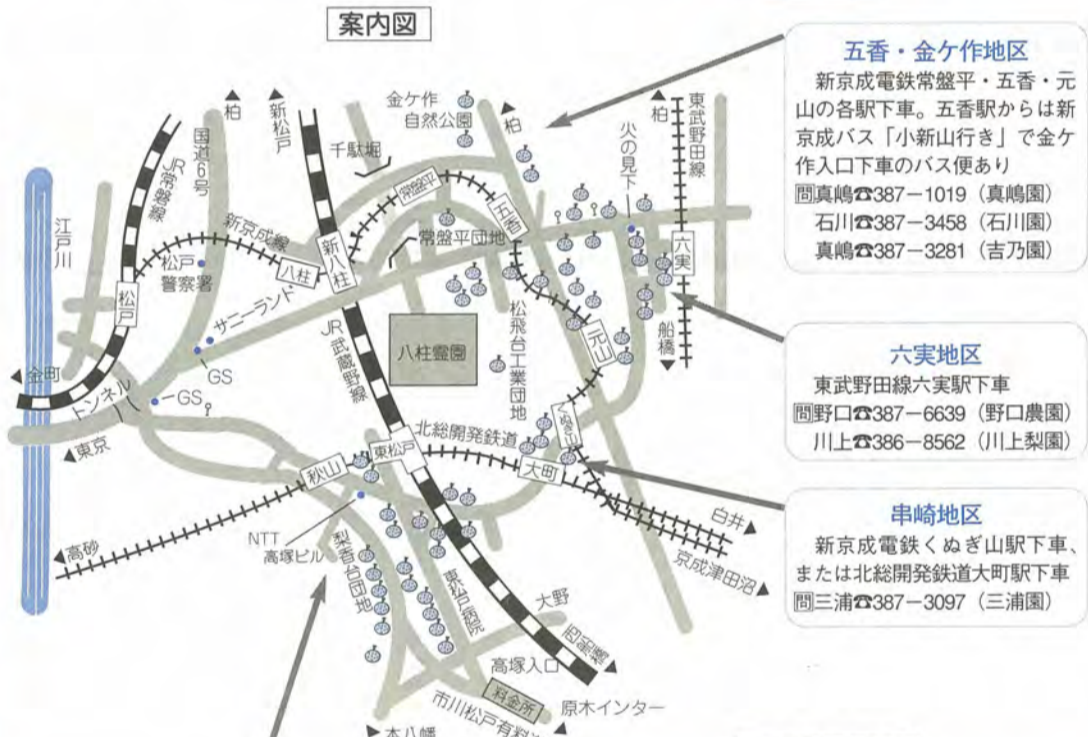 案内図
五香・金ケ作地区
新京成電鉄常盤平・五香・元
山の各駅下車。五香駅からは新
京成バス「小新山行き」で金ケ
作入口下車のバス便あり
問真嶋☎387－1019（真嶋園）
石川☎387－3458（石川園）
真嶋☎387－3281（吉乃園）
六実地区
東武野田線六実駅下車
問野口☎387－6639（野口農園）
川上☎386－8562（川上梨園）
串崎地区
新京成電鉄くぬぎ山駅下車、
または北総開発鉄道大町駅下車
問三浦☎387－3097（三浦園）
▲柏
▲新松戸
金ケ作
自然公園
▲柏
▲柏
東武野田線
国道6号
千駄堀
火の見下
常盤平
五香
江戸川
新京成線
八柱
新八柱
常盤平団地
六実
松戸
松戸
警察署
サニーランド
JR武蔵野線
八柱霊園
松飛台工業団地
元山
船橋▼
GS
▲金町
トンネル
GS
▲東京
北総開発鉄道
くぬぎ山
東松戸
秋山
大町
白井▲
京成津田沼▲
NTT
高塚ビル
▲高砂
梨香台団地
東松戸病院
大野
西船橋▲
高塚入口
料金所
原木インター▲
市川松戸有料
▶本八幡